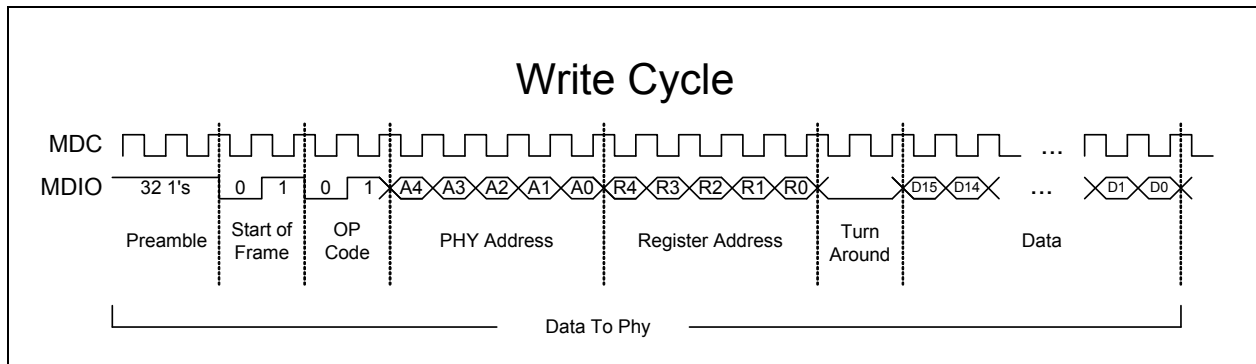 Write Cycle
MDC ...
MDIO 32 1's 0 1 0 1 A4 A3 A2 A1 A0 R4 R3 R2 R1 R0 D15 D14 ... D1 D0
Preamble Start of OP PHY Address Register Address Turn Data
Frame Code Around
Data To Phy